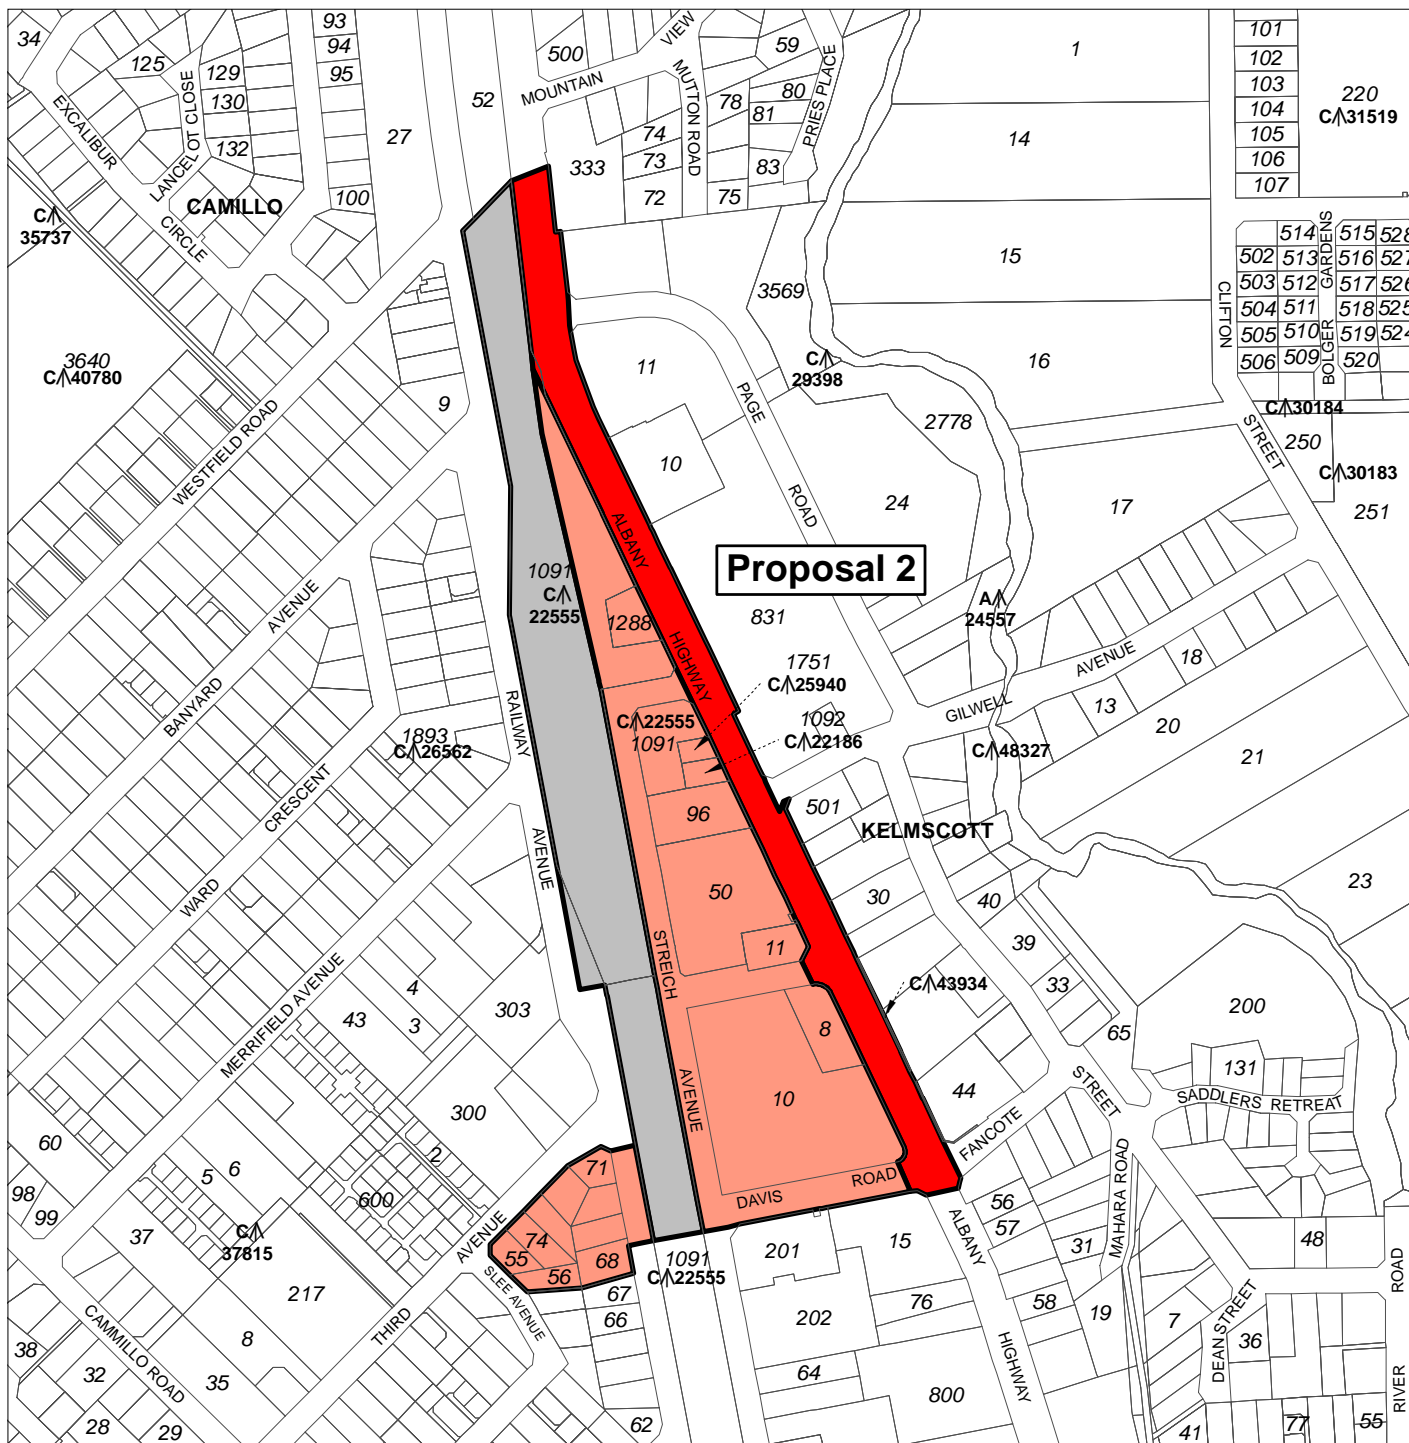 34
125
129
130
132
93
94
95
100
27
52
500
MOUNTAIN
VIEW
MUTTON ROAD
59
80
81
78
74
73
72
75
83
333
PRIES PLACE
1
14
15
16
101
102
103
104
105
106
107
220
C 31519
EXCALIBUR
CIRCLE
LANCELOT CLOSE
CAMILLO
C
35737
3640
C 40780
WESTFIELD ROAD
9
3569
C
29398
11
10
PAGE
ROAD
2778
24
17
CLIFTON
STREET
502
503
504
505
506
514
513
512
511
510
509
BOLGER
GARDENS
515
516
517
518
519
520
528
527
526
525
524
C 30184
250
C 30183
251
ALBANY
HIGHWAY
Proposal 2
1091
C
22555
1288
831
1751
C 25940
1092
C 22186
C 22555
1091
A
24557
GILWELL
AVENUE
18
13
20
21
23
C 48327
BANYARD
AVENUE
RAILWAY
AVENUE
1893
C 26562
WARD
CRESCENT
MERRIFIELD AVENUE
96
50
11
501
KELMSCOTT
30
40
39
33
65
C 43934
STREICH
AVENUE
8
10
44
4
3
43
303
300
2
600
5
6
60
98
99
37
C
37815
217
8
35
38
32
28
29
CAMMILLO ROAD
THIRD
AVENUE
SLEE AVENUE
71
74
55
56
68
67
66
62
1091
C 22555
DAVIS
ROAD
FANCOTE
STREET
200
131
SADDLERS RETREAT
MAHARA ROAD
56
57
31
58
19
ALBANY
HIGHWAY
201
202
15
76
64
800
48
7
36
DEAN STREET
41
77
55
ROAD
RIVER